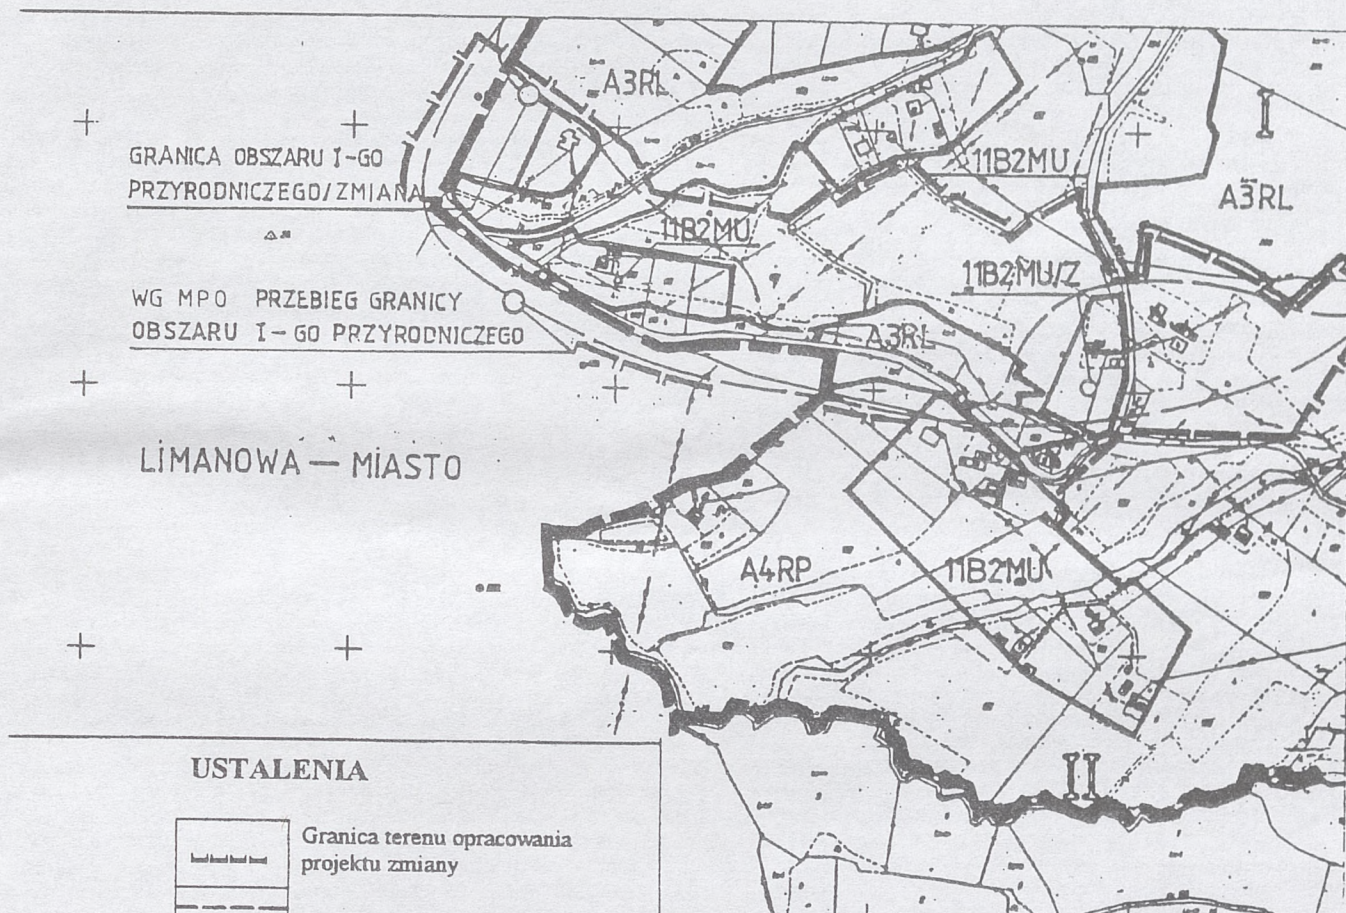 A3RL
I
GRANICA OBSZARU I-GO
PRZYRODNICZEGO/ZMIANA
11B2MU
A3RL
11B2MU
11B2MU/Z
WG MPO PRZEBIEG GRANICY
OBSZARU I-GO PRZYRODNICZEGO
A3RL
LIMANOWA — MIASTO
A4RP
11B2MU
II
USTALENIA
Granica terenu opracowania
projektu zmiany